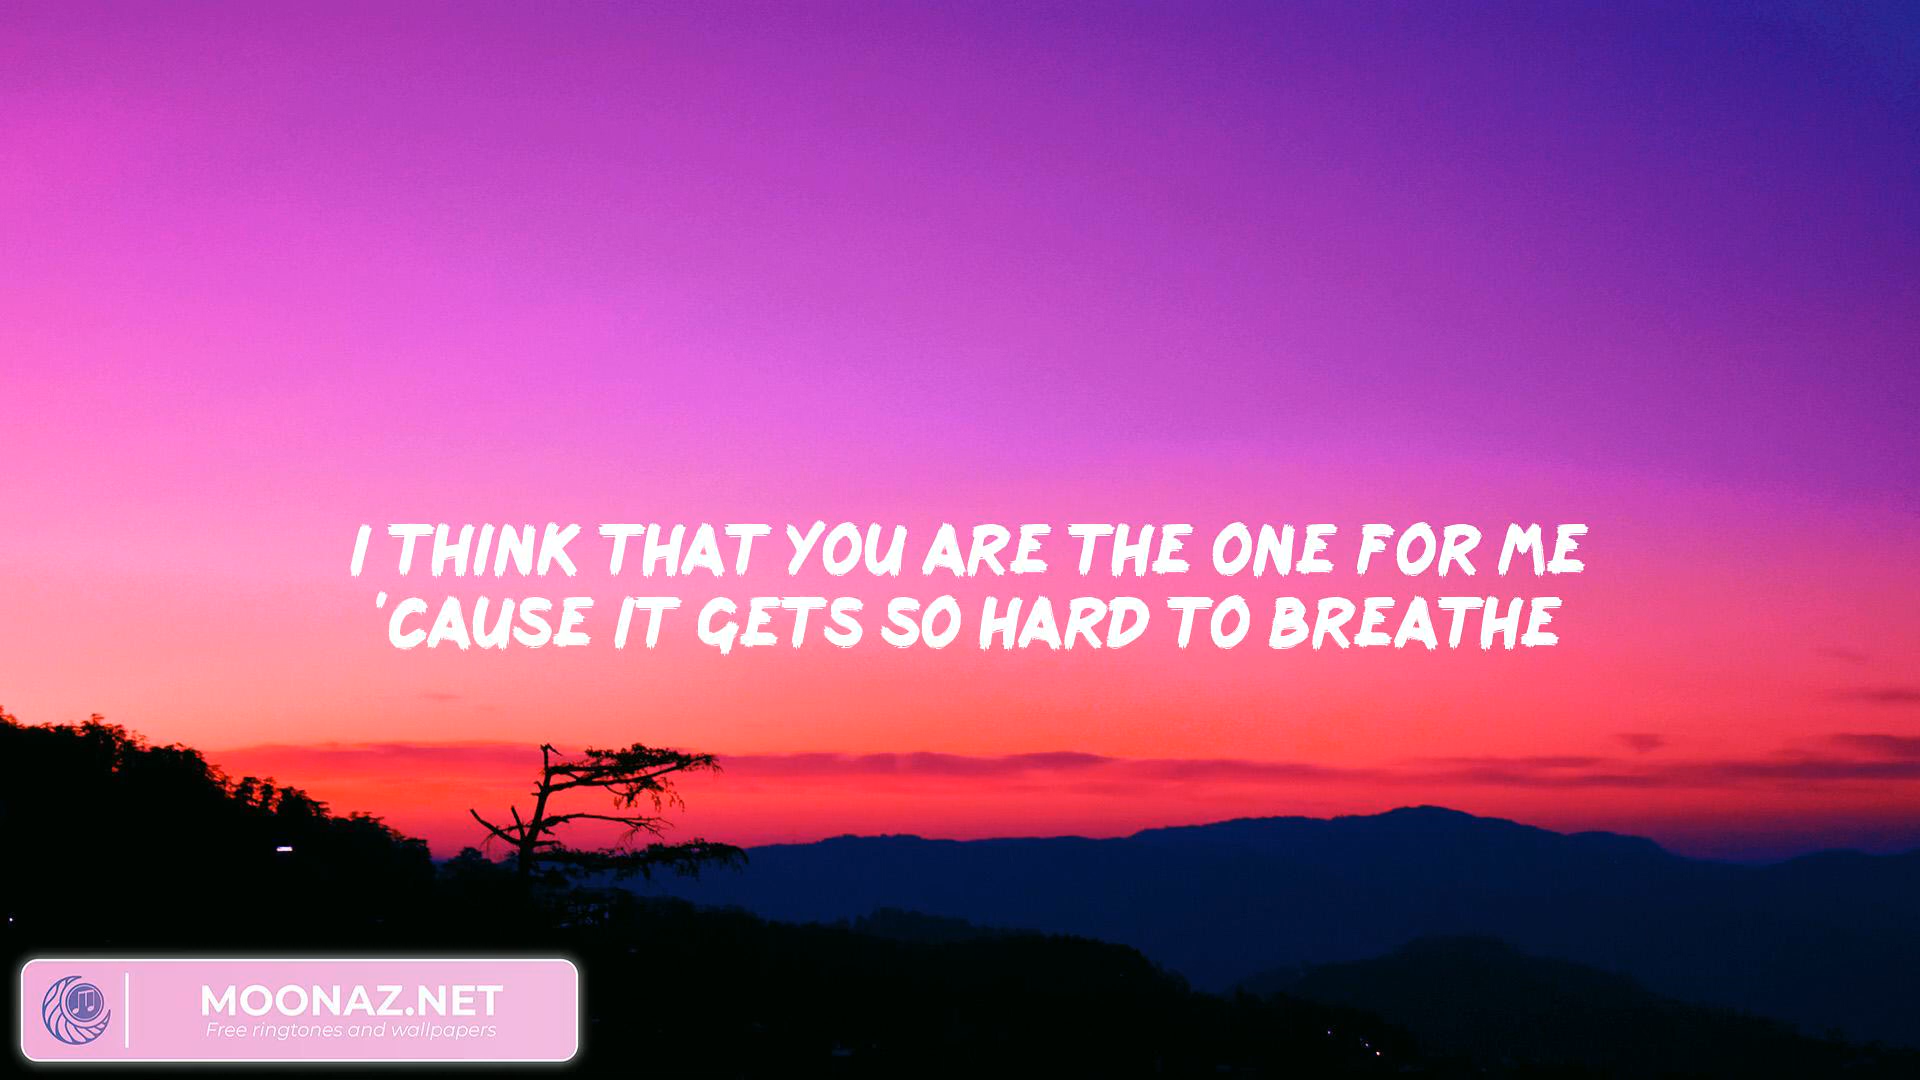 I THINK THAT YOU ARE THE ONE FOR ME
'CAUSE IT GETS SO HARD TO BREATHE
MOONAZ.NET
Free ringtones and wallpapers